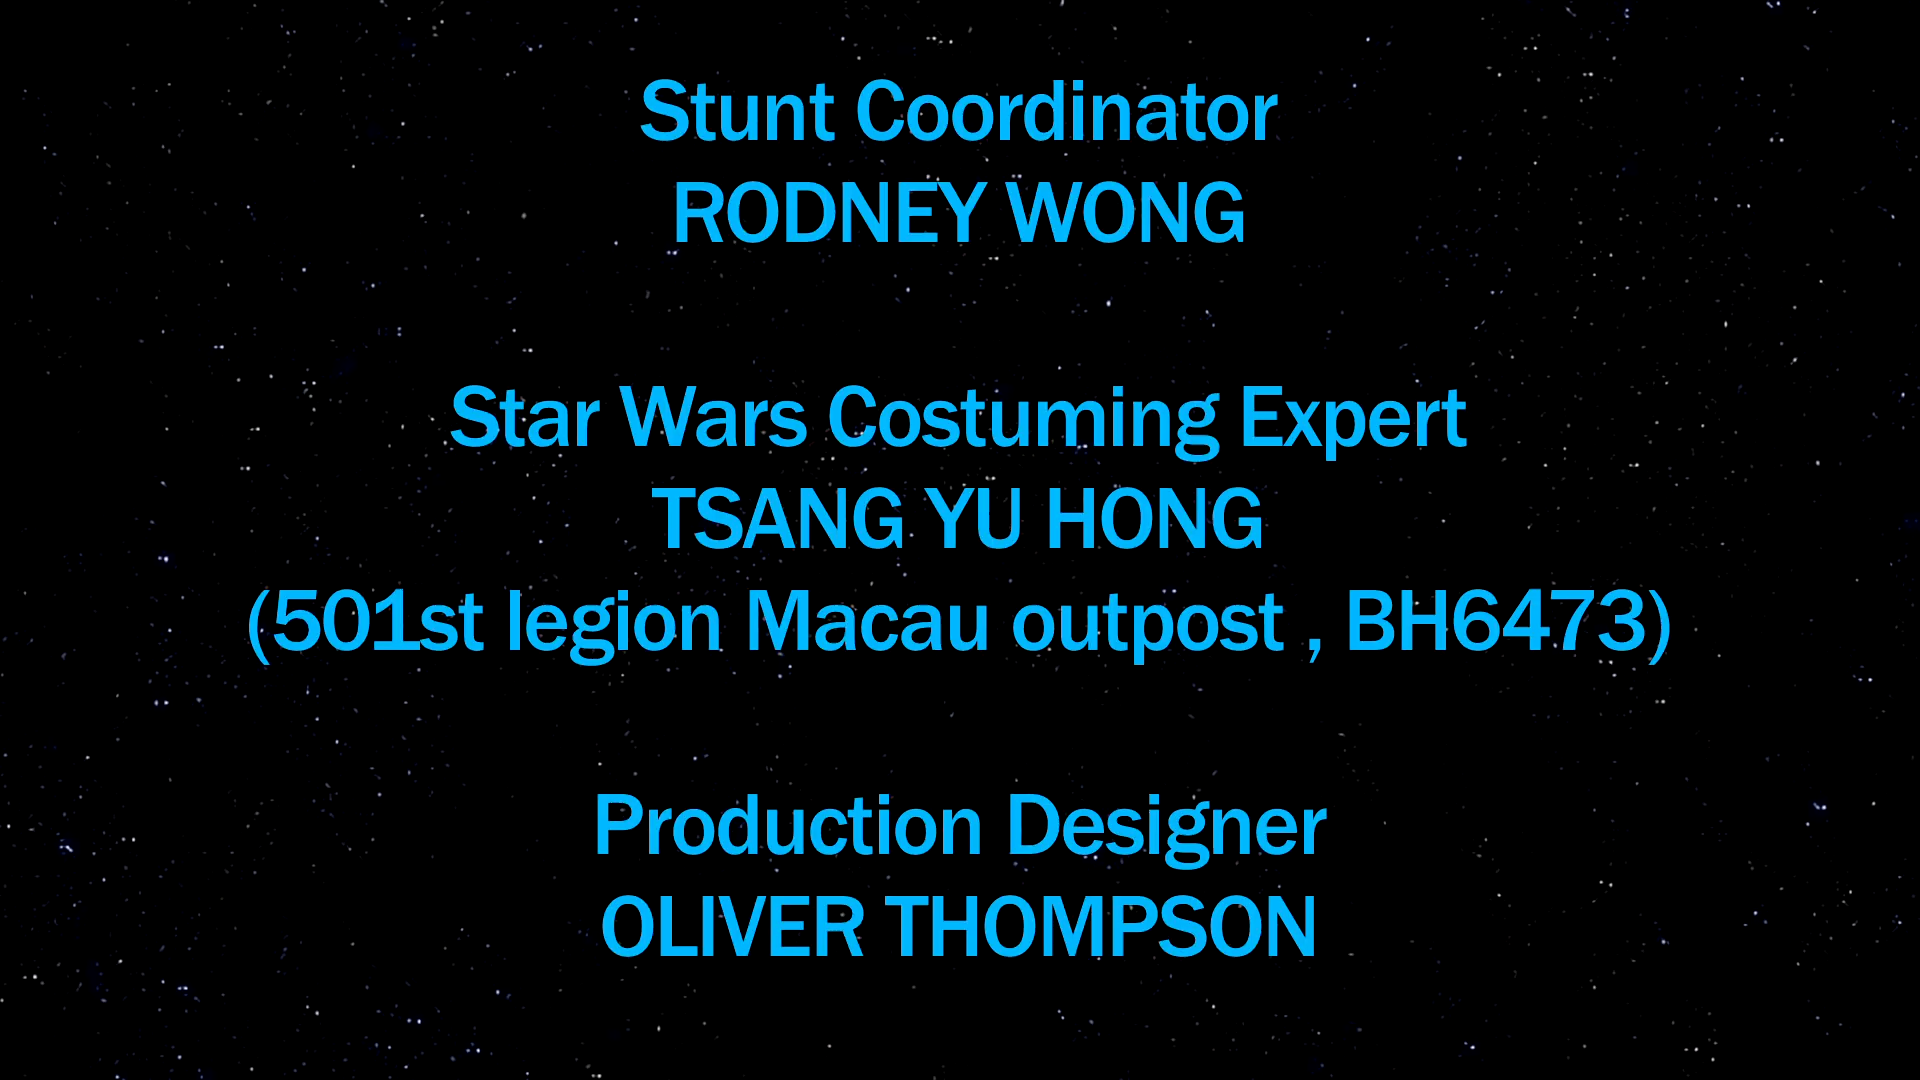 Stunt Coordinator
RODNEY WONG
Star Wars Costuming Expert
TSANG YU HONG
(501st legion Macau outpost , BH6473)
Production Designer
OLIVER THOMPSON